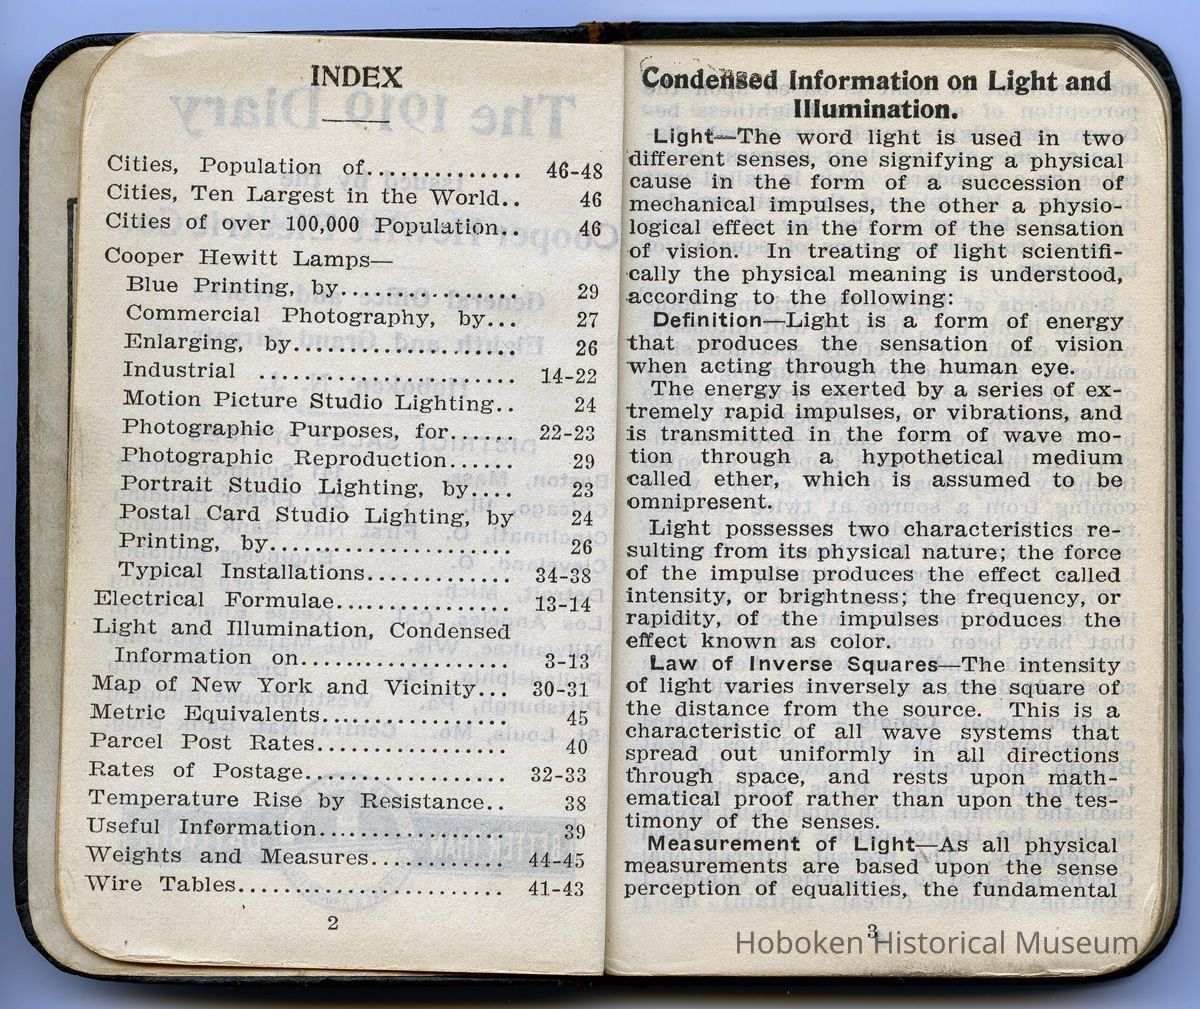 INDEX
Cities, Population of.............. 46-48
Cities, Ten Largest in the World.. 46
Cities of over 100,000 Population.. 46
Cooper Hewitt Lamps—
Blue Printing, by................ 29
Commercial Photography, by... 27
Enlarging, by.................... 26
Industrial .................... 14-22
Motion Picture Studio Lighting.. 24
Photographic Purposes, for...... 22-23
Photographic Reproduction...... 29
Portrait Studio Lighting, by.... 23
Postal Card Studio Lighting, by 24
Printing, by.................... 26
Typical Installations........... 34-38
Electrical Formulae.............. 13-14
Light and Illumination, Condensed
Information on................ 3-13
Map of New York and Vicinity... 30-31
Metric Equivalents............... 45
Parcel Post Rates............... 40
Rates of Postage................ 32-33
Temperature Rise by Resistance.. 38
Useful Information............... 39
Weights and Measures........... 44-45
Wire Tables..................... 41-43
2
Condensed Information on Light and
Illumination.
Light—The word light is used in two
different senses, one signifying a physical
cause in the form of a succession of
mechanical impulses, the other a physio-
logical effect in the form of the sensation
of vision. In treating of light scientifi-
cally the physical meaning is understood,
according to the following:
Definition—Light is a form of energy
that produces the sensation of vision
when acting through the human eye.
The energy is exerted by a series of ex-
tremely rapid impulses, or vibrations, and
is transmitted in the form of wave mo-
tion through a hypothetical medium
called ether, which is assumed to be
omnipresent.
Light possesses two characteristics re-
sulting from its physical nature; the force
of the impulse produces the effect called
intensity, or brightness; the frequency, or
rapidity, of the impulses produces the
effect known as color.
Law of Inverse Squares—The intensity
of light varies inversely as the square of
the distance from the source. This is a
characteristic of all wave systems that
spread out uniformly in all directions
through space, and rests upon math-
ematical proof rather than upon the tes-
timony of the senses.
Measurement of Light—As all physical
measurements are based upon the sense
perception of equalities, the fundamental
3
Hoboken Historical Museum